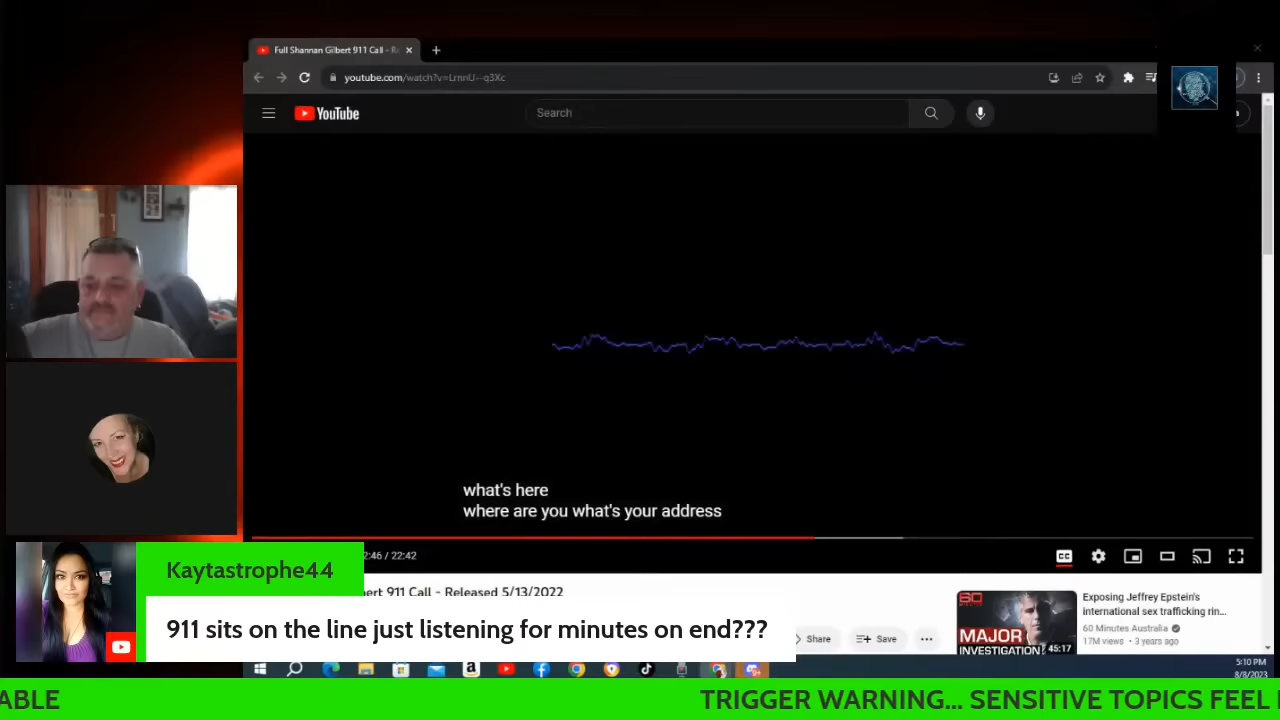 Full Shannan Gilbert 911 Call - Re
youtube.com/watch?v=LrnnU--q3Xc
YouTube
Search
what's here
where are you what's your address
2:46 / 22:42
ert 911 Call - Released 5/13/2022
Share
Save
Exposing Jeffrey Epstein's
international sex trafficking rin...
60 Minutes Australia
17M views • 3 years ago
60
MAJOR
INVESTIGATION
45:17
Kaytastrophe44
911 sits on the line just listening for minutes on end???
5:10 PM
8/8/2023
ABLE
TRIGGER WARNING... SENSITIVE TOPICS FEEL